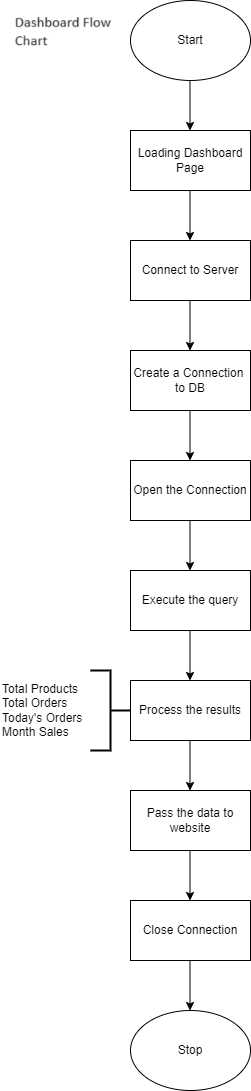 Dashboard Flow
Chart
Start
Loading Dashboard
Page
Connect to Server
Create a Connection
to DB
Open the Connection
Execute the query
Total Products
Total Orders
Today's Orders
Month Sales
Process the results
Pass the data to
website
Close Connection
Stop